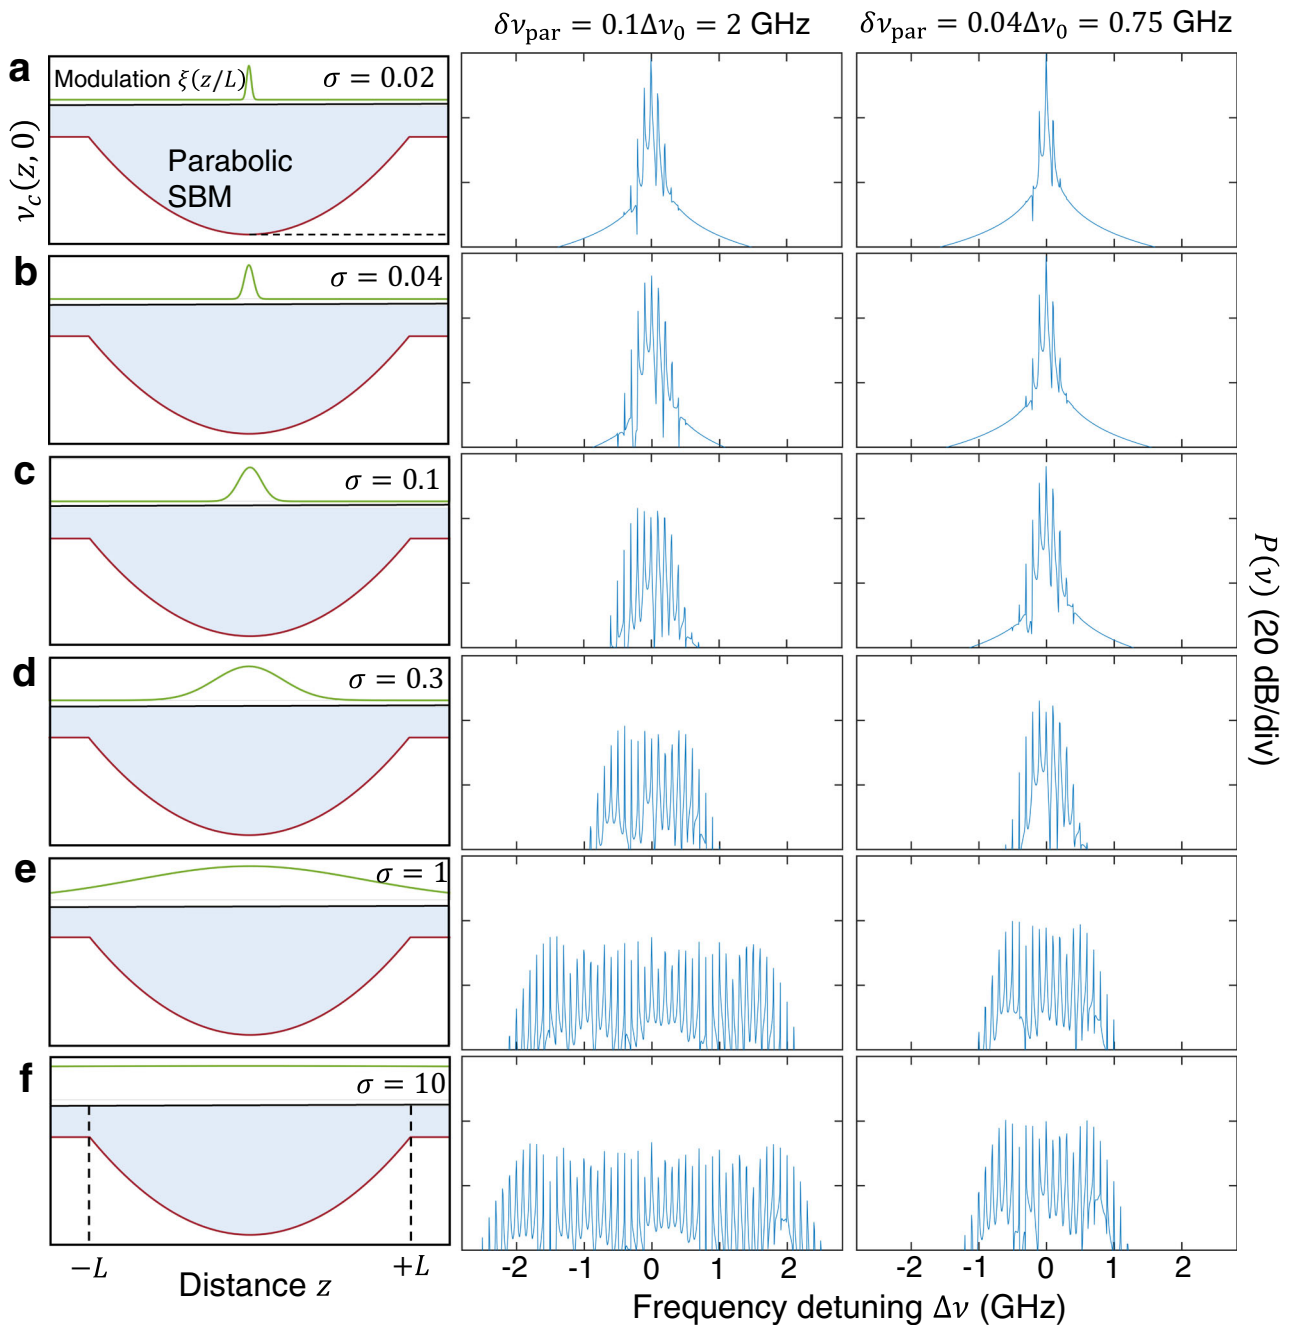 δν_par = 0.1Δν_0 = 2 GHz
δν_par = 0.04Δν_0 = 0.75 GHz
a
Modulation ξ(z/L)
σ = 0.02
Parabolic
SBM
ν_c(z, 0)
b
σ = 0.04
c
σ = 0.1
d
σ = 0.3
e
σ = 1
f
σ = 10
P(ν) (20 dB/div)
−L
+L
Distance z
-2 -1 0 1 2
-2 -1 0 1 2
Frequency detuning Δν (GHz)